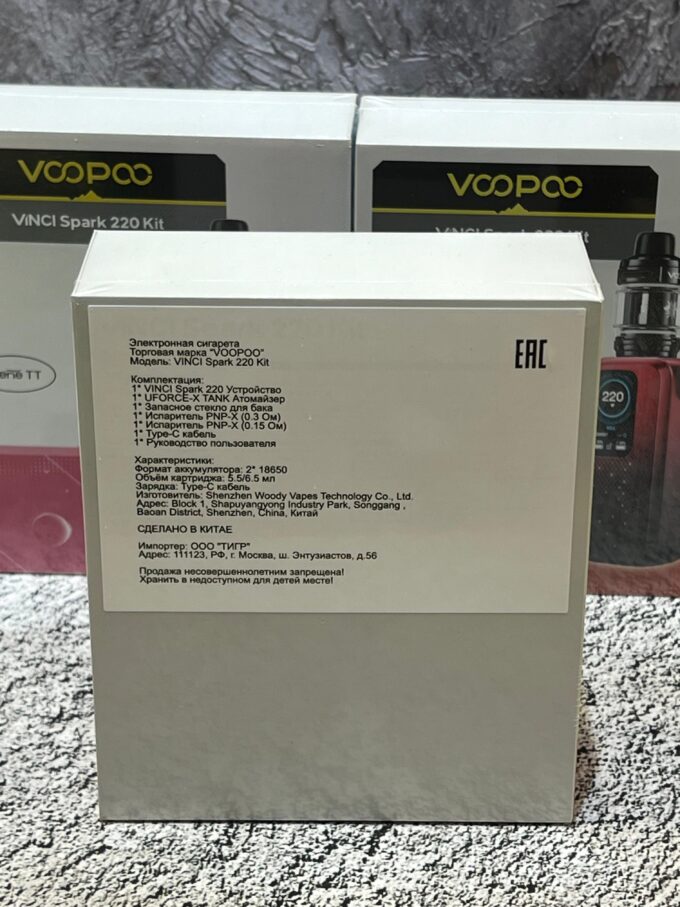 VOOPOO
VINCI Spark 220 Kit
VOOPOO
ene TT
220
Электронная сигарета
Торговая марка "VOOPOO"
Модель: VINCI Spark 220 Kit
EAC
Комплектация:
1* VINCI Spark 220 Устройство
1* UFORCE-X TANK Атомайзер
1* Запасное стекло для бака
1* Испаритель PNP-X (0.3 Ом)
1* Испаритель PNP-X (0.15 Ом)
1* Type-C кабель
1* Руководство пользователя
Характеристики:
Формат аккумулятора: 2* 18650
Объём картриджа: 5.5/6.5 мл
Зарядка: Type-C кабель
Изготовитель: Shenzhen Woody Vapes Technology Co., Ltd.
Адрес: Block 1, Shapuyangyong Industry Park, Songgang ,
Baoan District, Shenzhen, China, Китай
СДЕЛАНО В КИТАЕ
Импортер: ООО "ТИГР"
Адрес: 111123, РФ, г. Москва, ш. Энтузиастов, д.56
Продажа несовершеннолетним запрещена!
Хранить в недоступном для детей месте!